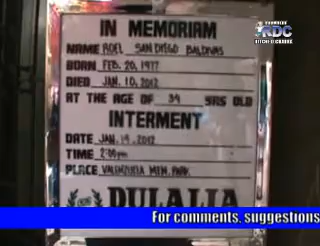 IN MEMORIAM
NAME ROEL SAN DIEGO BALDIVAS
BORN FEB. 20, 1977
DIED JAN. 10, 2012
AT THE AGE OF 34 YRS OLD
INTERMENT
DATE JAN. 14, 2012
TIME 2:00pm
PLACE VALENZUELA MEM. PARK
DULALIA
RDC
For comments, suggestions